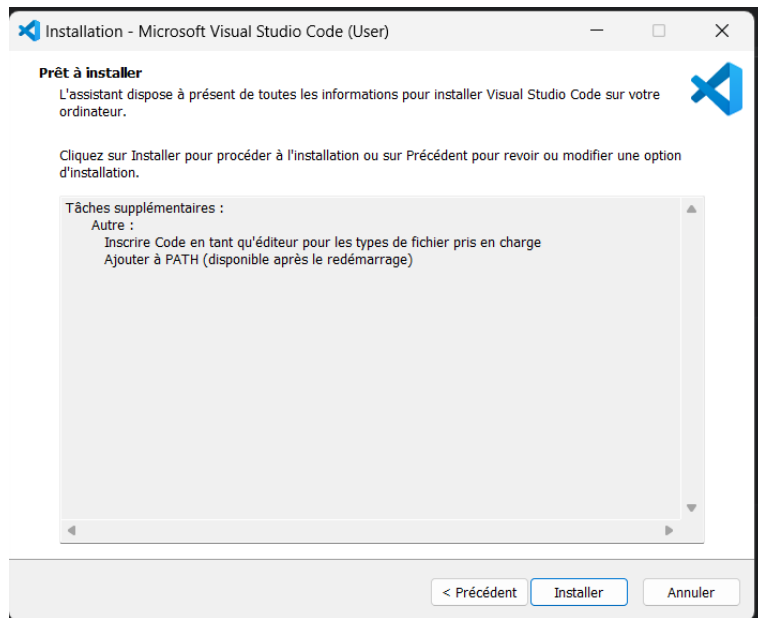 Installation - Microsoft Visual Studio Code (User)
Prêt à installer
L'assistant dispose à présent de toutes les informations pour installer Visual Studio Code sur votre
ordinateur.
Cliquez sur Installer pour procéder à l'installation ou sur Précédent pour revoir ou modifier une option
d'installation.
Tâches supplémentaires :
Autre :
Inscrire Code en tant qu'éditeur pour les types de fichier pris en charge
Ajouter à PATH (disponible après le redémarrage)
< Précédent
Installer
Annuler